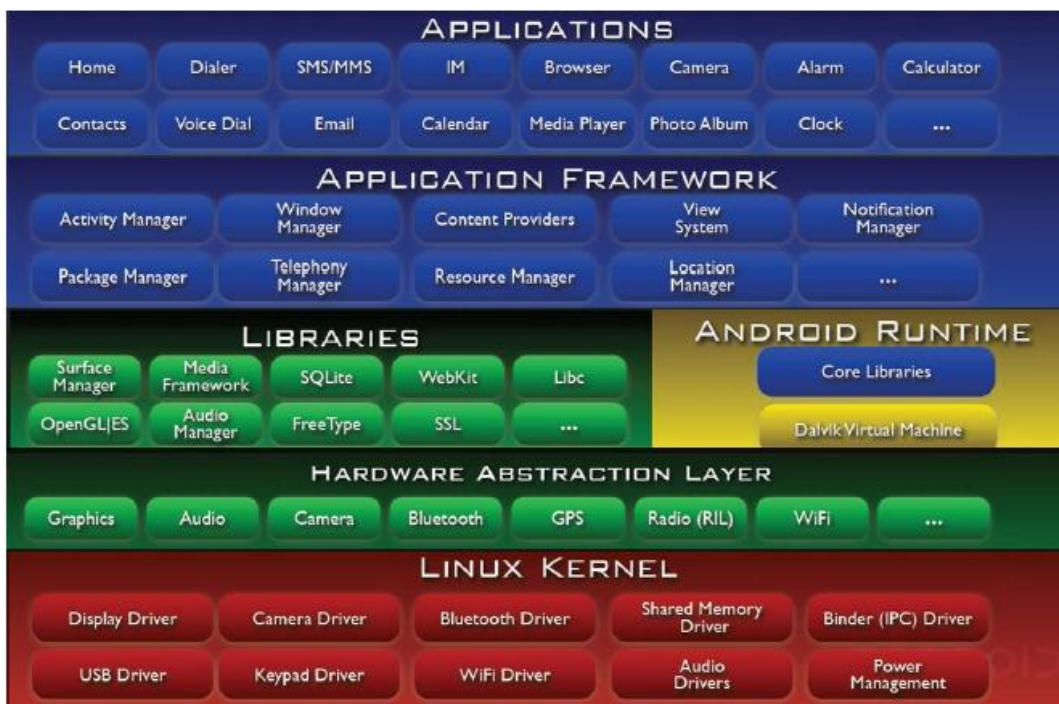 APPLICATIONS
Home Dialer SMS/MMS IM Browser Camera Alarm Calculator
Contacts Voice Dial Email Calendar Media Player Photo Album Clock ...
APPLICATION FRAMEWORK
Activity Manager Window Manager Content Providers View System Notification Manager
Package Manager Telephony Manager Resource Manager Location Manager ...
LIBRARIES
Surface Manager Media Framework SQLite WebKit Libc
OpenGL|ES Audio Manager FreeType SSL ...
ANDROID RUNTIME
Core Libraries
Dalvik Virtual Machine
HARDWARE ABSTRACTION LAYER
Graphics Audio Camera Bluetooth GPS Radio (RIL) WiFi ...
LINUX KERNEL
Display Driver Camera Driver Bluetooth Driver Shared Memory Driver Binder (IPC) Driver
USB Driver Keypad Driver WiFi Driver Audio Drivers Power Management